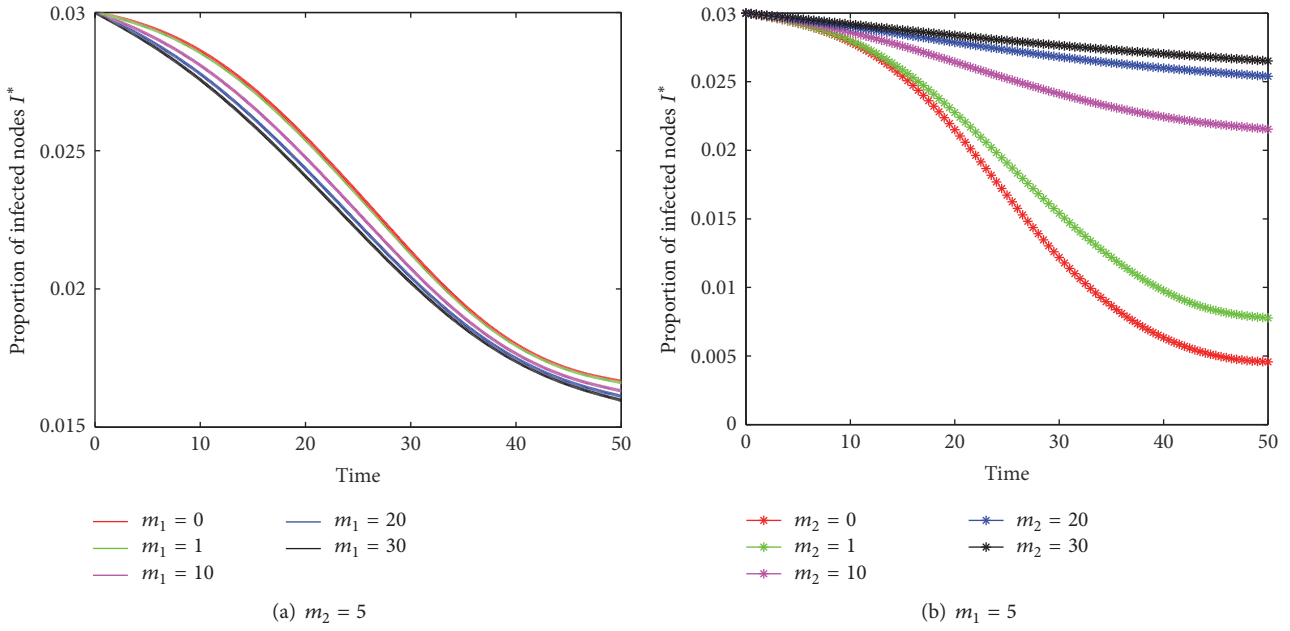 0.03
0.025
0.02
0.015
Proportion of infected nodes I*
0 10 20 30 40 50
Time
m₁ = 0
m₁ = 1
m₁ = 10
m₁ = 20
m₁ = 30
(a) m₂ = 5
0.03
0.025
0.02
0.015
0.01
0.005
0
Proportion of infected nodes I*
0 10 20 30 40 50
Time
m₂ = 0
m₂ = 1
m₂ = 10
m₂ = 20
m₂ = 30
(b) m₁ = 5